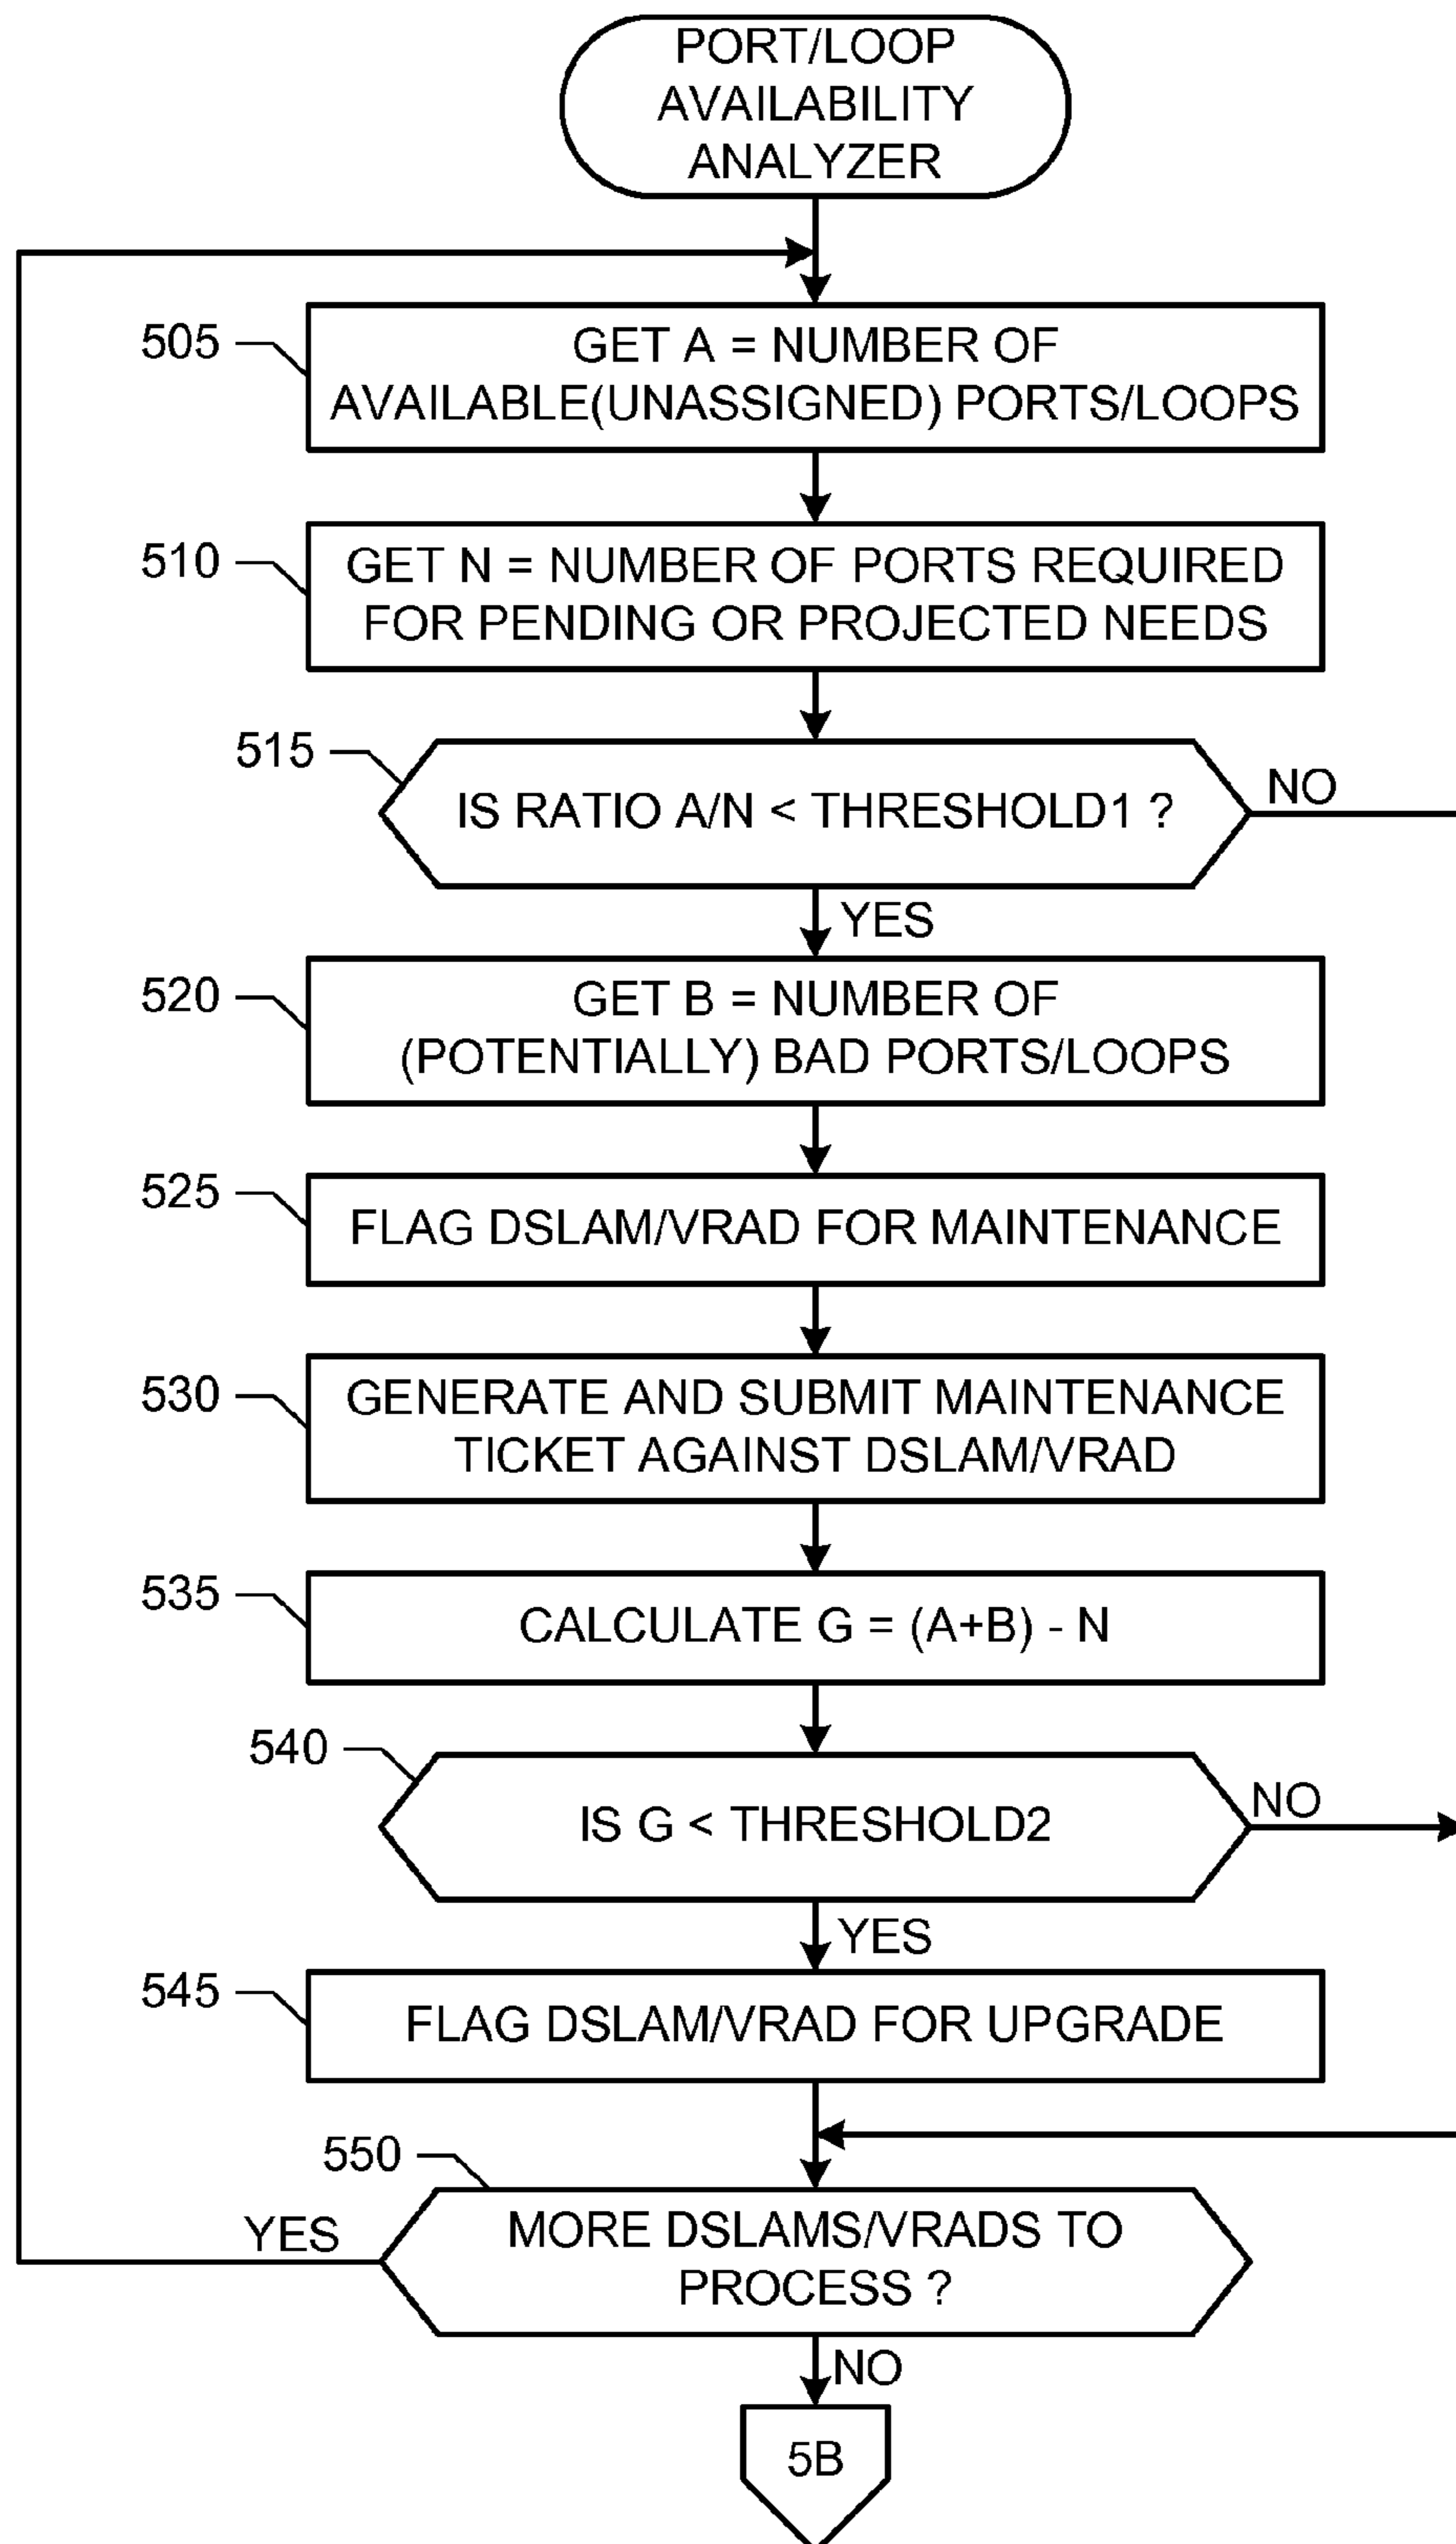 PORT/LOOP
AVAILABILITY
ANALYZER
505
GET A = NUMBER OF
AVAILABLE(UNASSIGNED) PORTS/LOOPS
510
GET N = NUMBER OF PORTS REQUIRED
FOR PENDING OR PROJECTED NEEDS
515
IS RATIO A/N < THRESHOLD1 ?
NO
YES
520
GET B = NUMBER OF
(POTENTIALLY) BAD PORTS/LOOPS
525
FLAG DSLAM/VRAD FOR MAINTENANCE
530
GENERATE AND SUBMIT MAINTENANCE
TICKET AGAINST DSLAM/VRAD
535
CALCULATE G = (A+B) - N
540
IS G < THRESHOLD2
NO
YES
545
FLAG DSLAM/VRAD FOR UPGRADE
550
YES
MORE DSLAMS/VRADS TO
PROCESS ?
NO
5B